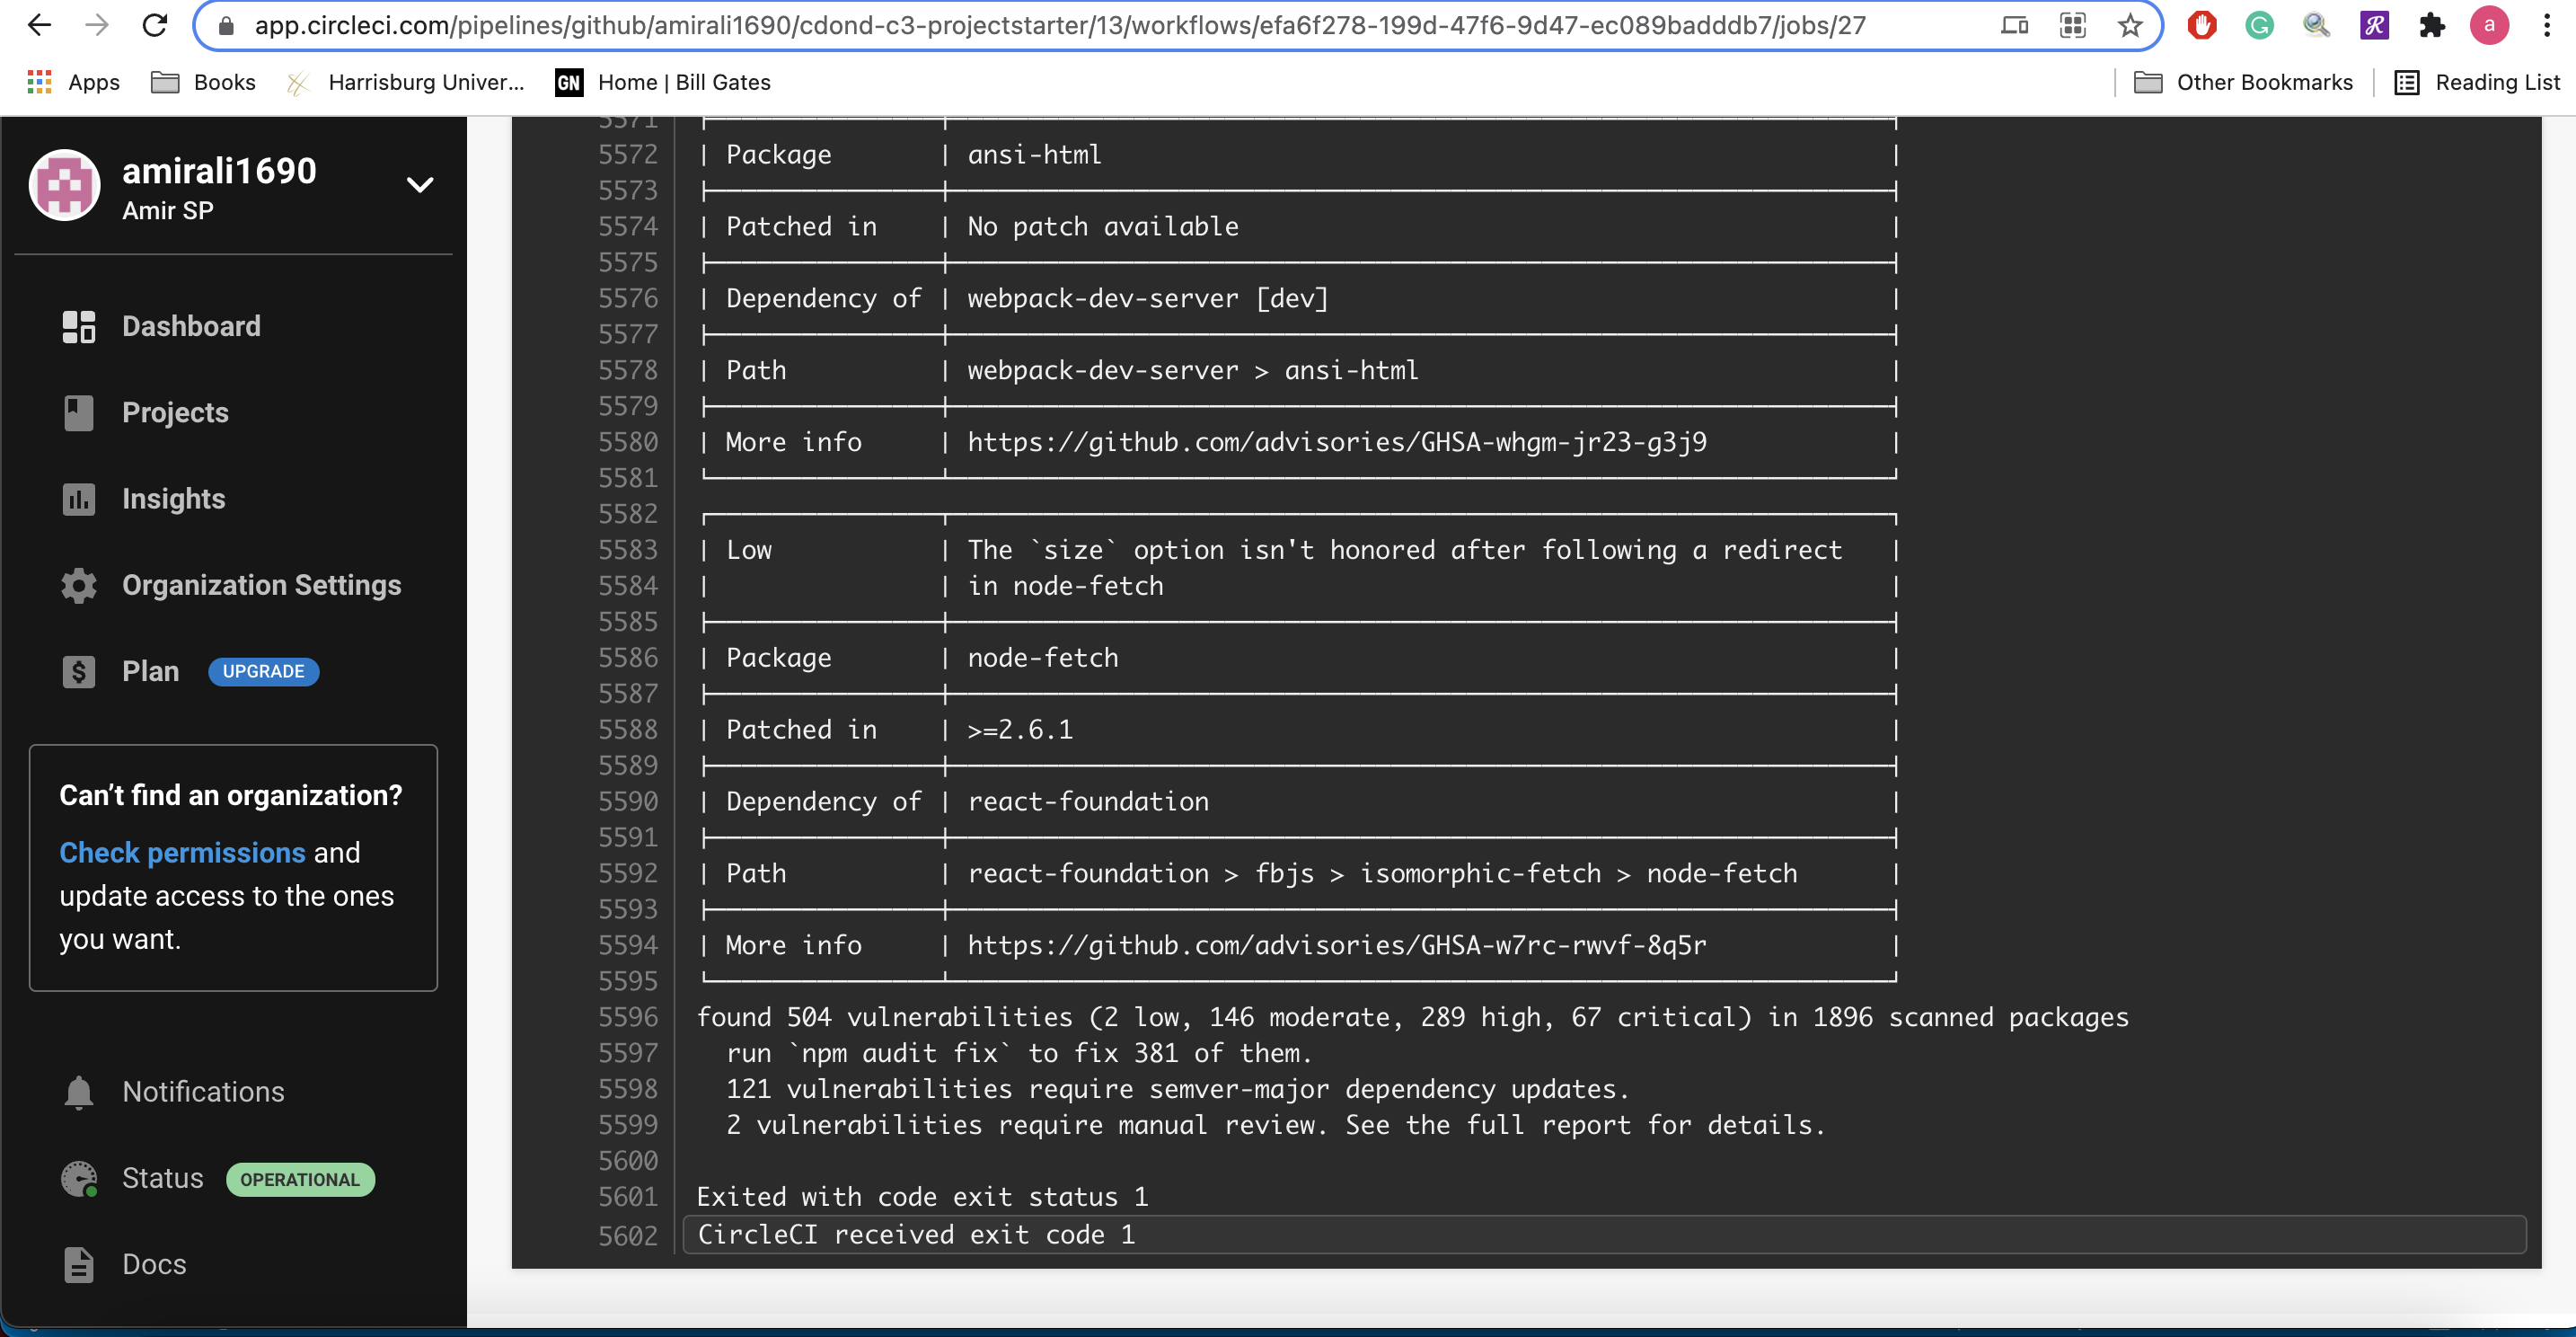 app.circleci.com/pipelines/github/amirali1690/cdond-c3-projectstarter/13/workflows/efa6f278-199d-47f6-9d47-ec089badddb7/jobs/27
a
Apps
Books
Harrisburg Univer...
GN
Home | Bill Gates
Other Bookmarks
Reading List
amirali1690
Amir SP
Dashboard
Projects
Insights
Organization Settings
Plan
UPGRADE
Can't find an organization?
Check permissions and
update access to the ones
you want.
Notifications
Status
OPERATIONAL
Docs
5571
5572 | Package | ansi-html |
5573
5574 | Patched in | No patch available |
5575
5576 | Dependency of | webpack-dev-server [dev] |
5577
5578 | Path | webpack-dev-server > ansi-html |
5579
5580 | More info | https://github.com/advisories/GHSA-whgm-jr23-g3j9 |
5581
5582
5583 | Low | The `size` option isn't honored after following a redirect |
5584 | | in node-fetch |
5585
5586 | Package | node-fetch |
5587
5588 | Patched in | >=2.6.1 |
5589
5590 | Dependency of | react-foundation |
5591
5592 | Path | react-foundation > fbjs > isomorphic-fetch > node-fetch |
5593
5594 | More info | https://github.com/advisories/GHSA-w7rc-rwvf-8q5r |
5595
5596 found 504 vulnerabilities (2 low, 146 moderate, 289 high, 67 critical) in 1896 scanned packages
5597 run `npm audit fix` to fix 381 of them.
5598 121 vulnerabilities require semver-major dependency updates.
5599 2 vulnerabilities require manual review. See the full report for details.
5600
5601 Exited with code exit status 1
5602 CircleCI received exit code 1